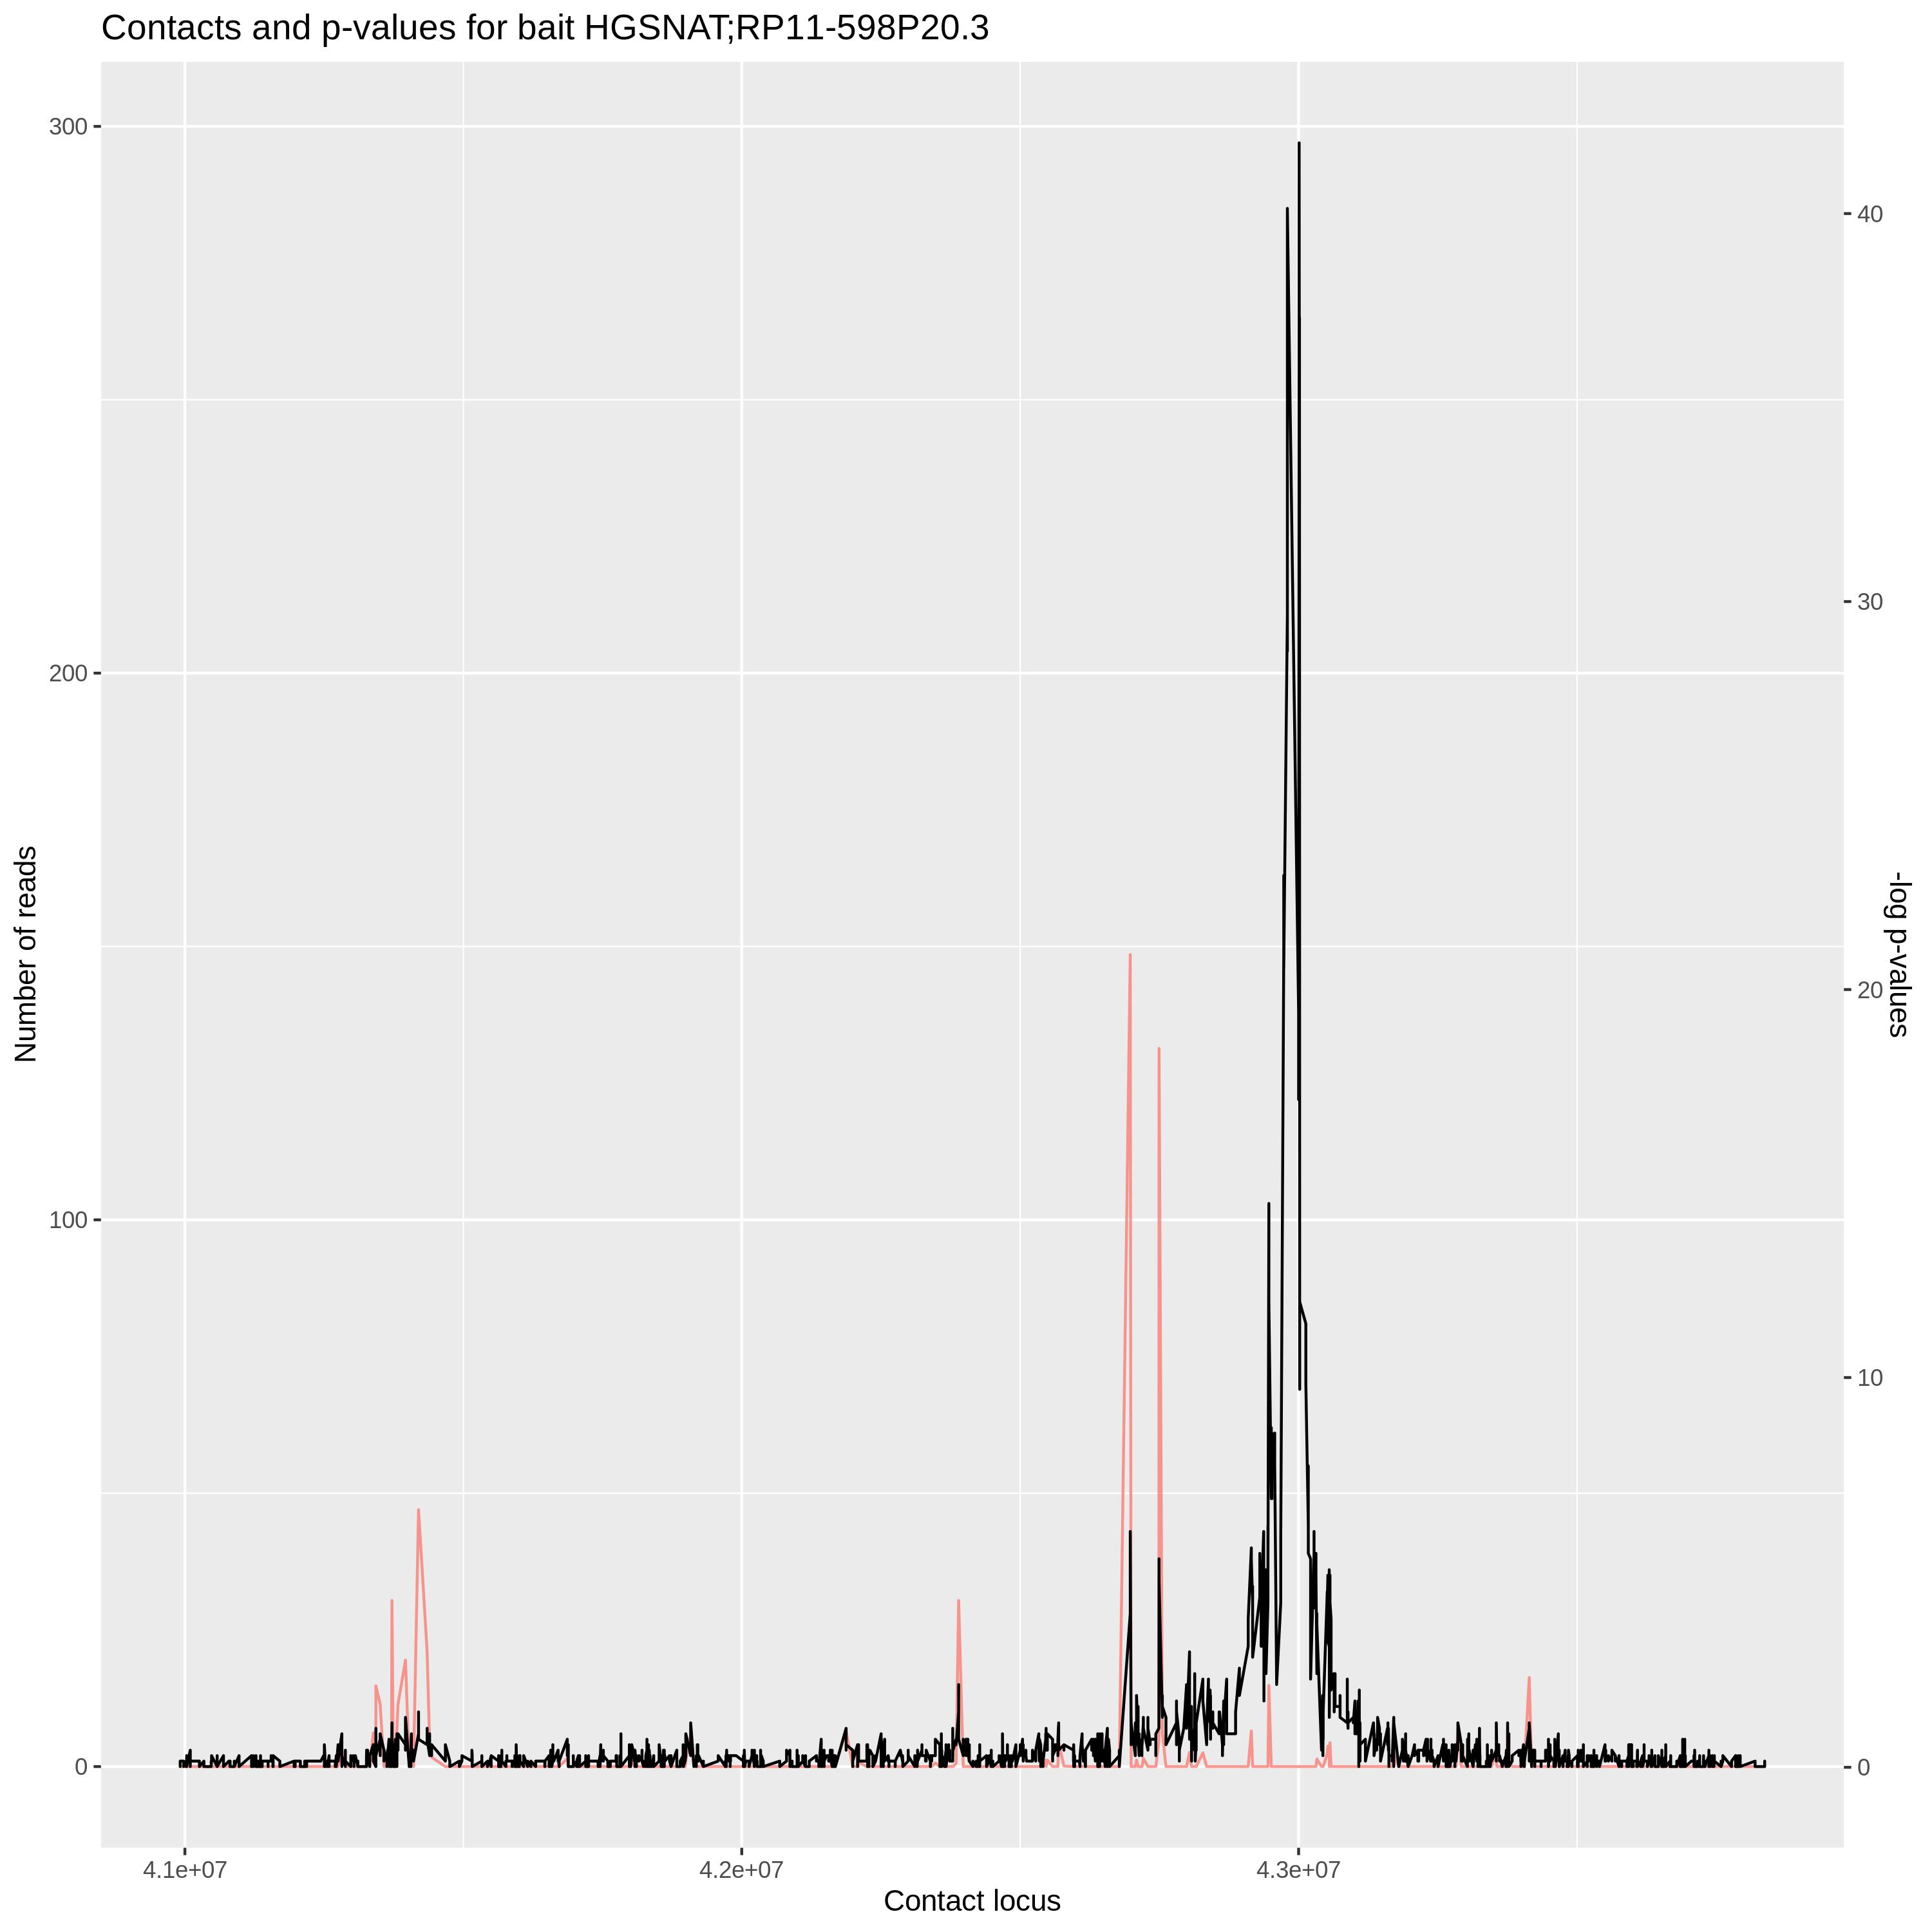 Contacts and p-values for bait HGSNAT;RP11-598P20.3
300
200
100
0
Number of reads
40
30
20
10
0
-log p-values
4.1e+07
4.2e+07
4.3e+07
Contact locus